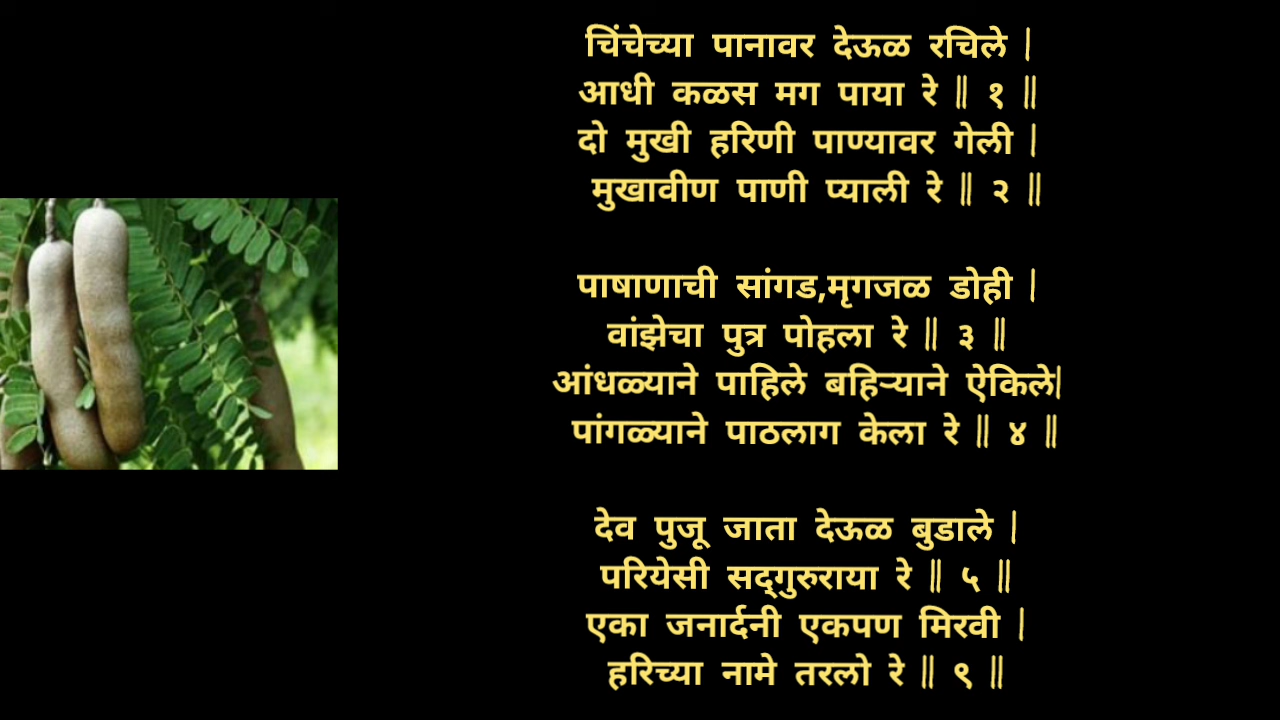 चिंचेच्या पानावर देऊळ रचिले |
आधी कळस मग पाया रे || १ ||
दो मुखी हरिणी पाण्यावर गेली |
मुखावीण पाणी प्याली रे || २ ||
पाषाणाची सांगड,मृगजळ डोही |
वांझेचा पुत्र पोहला रे || ३ ||
आंधळ्याने पाहिले बहिऱ्याने ऐकिले|
पांगळ्याने पाठलाग केला रे || ४ ||
देव पुजू जाता देऊळ बुडाले |
परियेसी सद्‌गुरुराया रे || ५ ||
एका जनार्दनी एकपण मिरवी |
हरिच्या नामे तरलो रे || ९ ||